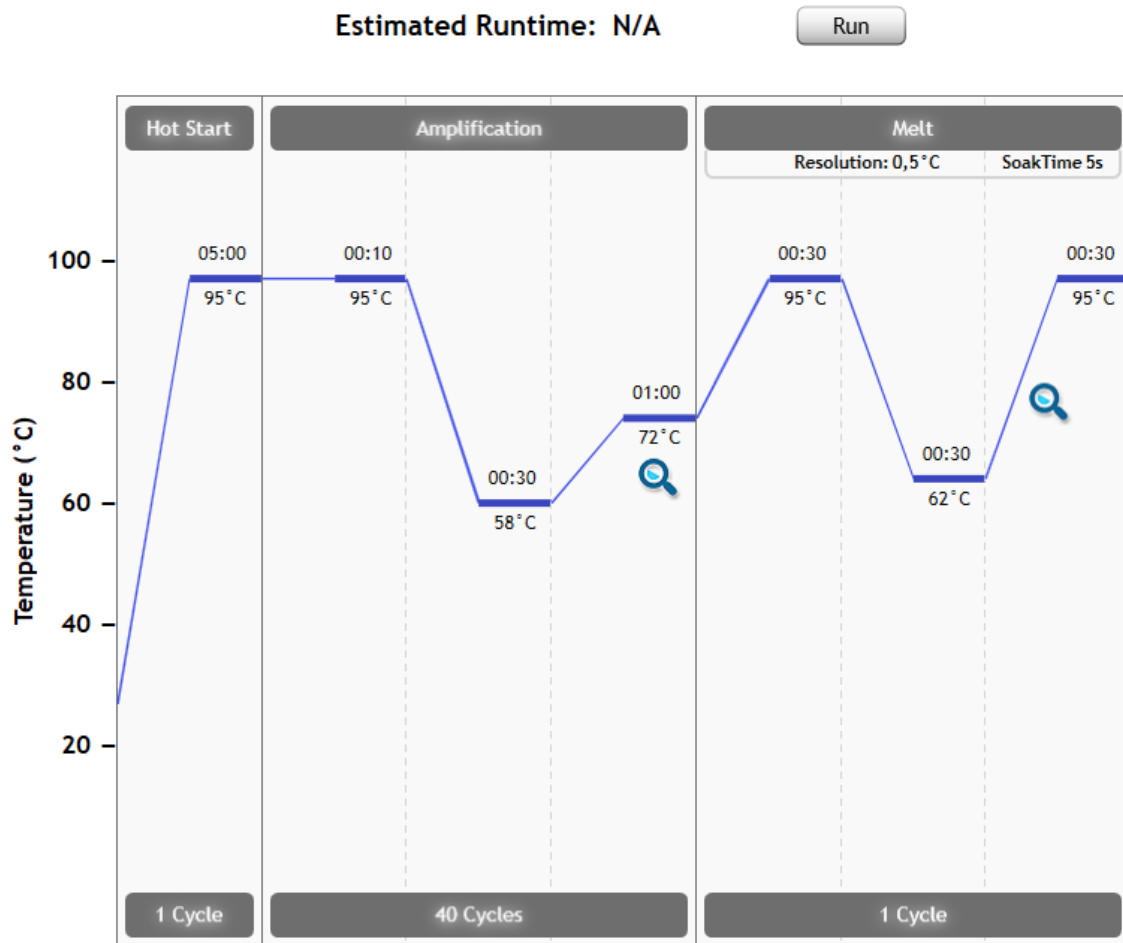 Estimated Runtime: N/A
Run
Hot Start
Amplification
Melt
Resolution: 0,5°C
SoakTime 5s
Temperature (°C)
100
80
60
40
20
05:00
95°C
00:10
95°C
00:30
58°C
01:00
72°C
00:30
95°C
00:30
62°C
00:30
95°C
1 Cycle
40 Cycles
1 Cycle